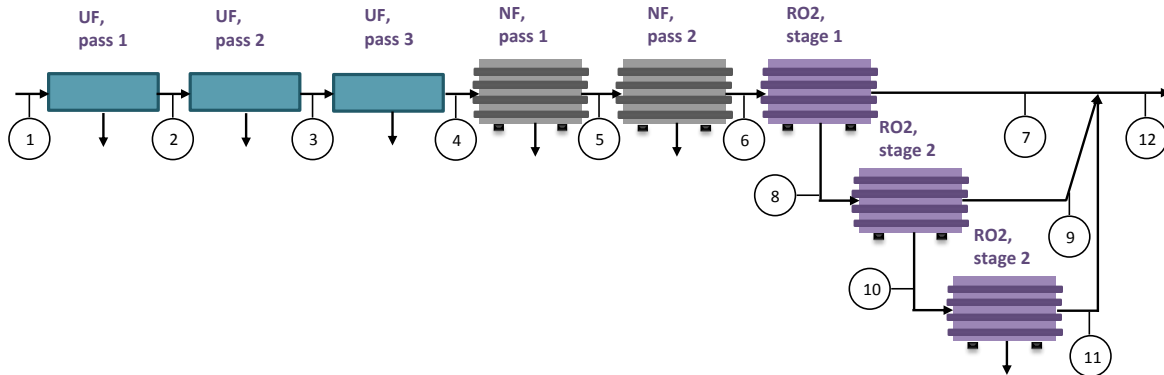 UF,
pass 1
UF,
pass 2
UF,
pass 3
NF,
pass 1
NF,
pass 2
RO2,
stage 1
1
2
3
4
5
6
7
12
RO2,
stage 2
8
9
RO2,
stage 2
10
11